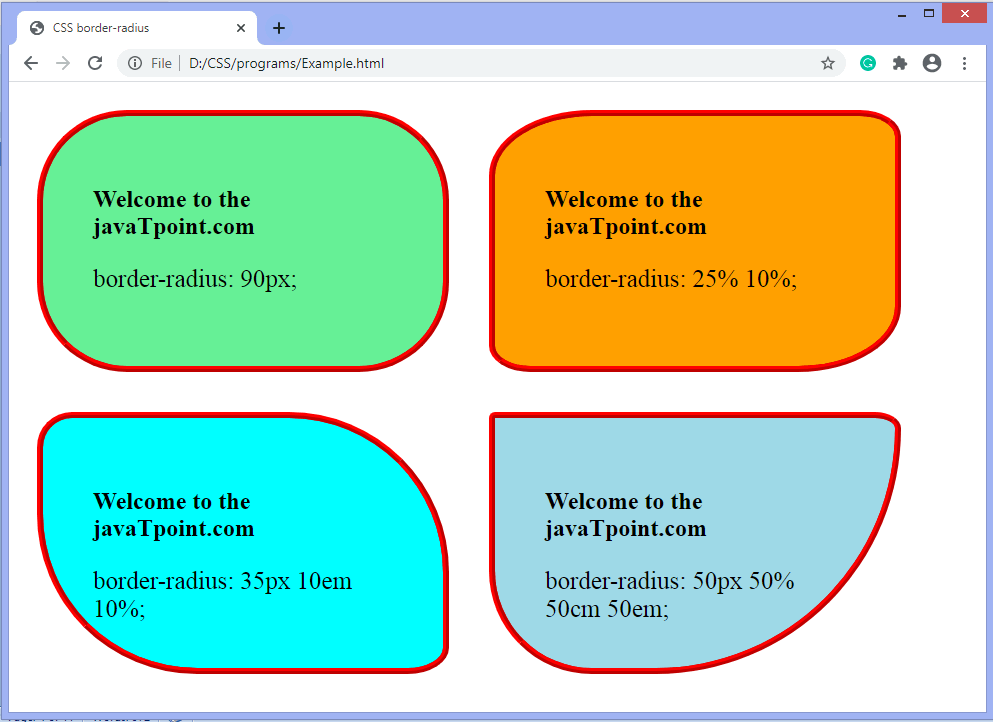 CSS border-radius
File D:/CSS/programs/Example.html
Welcome to the
javaTpoint.com
border-radius: 90px;
Welcome to the
javaTpoint.com
border-radius: 25% 10%;
Welcome to the
javaTpoint.com
border-radius: 35px 10em
10%;
Welcome to the
javaTpoint.com
border-radius: 50px 50%
50cm 50em;